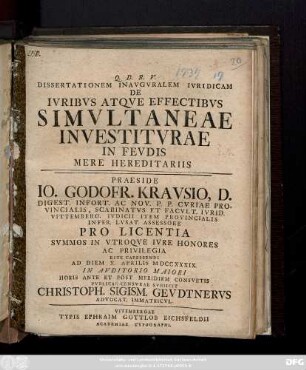 Q. D. B. V.
DISSERTATIONEM INAVGVRALEM IVRIDICAM
DE
IVRIBVS ATQVE EFFECTIBVS
SIMVLTANEAE
INVESTITVRAE
IN FEVDIS
MERE HEREDITARIIS
PRAESIDE
IO. GODOFR. KRAVSIO, D.
DIGEST. INFORT. AC NOV. P. P. CVRIAE PRO-
VINCIALIS, SCABINATVS ET FACVLT. IVRID.
VITTEMBERG. IVDICII ITEM PROVINCIALIS
INFER. LVSAT. ASSESSORE
PRO LICENTIA
SVMMOS IN VTROQVE IVRE HONORES
AC PRIVILEGIA
RITE CAPESSENDI
AD DIEM X. APRILIS MDCCXXXIX.
IN AVDITORIO MAIORI
HORIS ANTE ET POST MERIDIEM CONSVETIS
PVBLICAE CENSVRAE SVBIICIT
CHRISTOPH. SIGISM. GEVDTNERVS
ADVOCAT. IMMATRICVL.
VITEMBERGAE
TYPIS EPHRAIM GOTTLOB EICHSFELDII
ACADEMIAE TYPOGRAPHI.